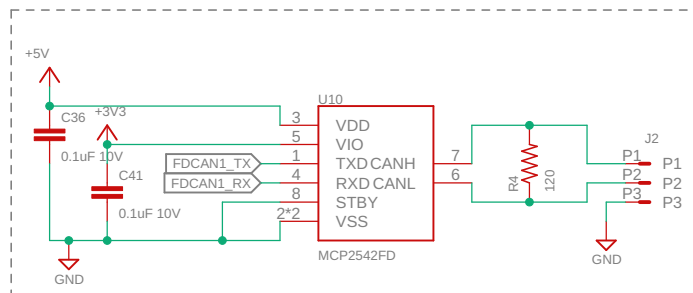 +5V
+3V3
C36
0.1uF 10V
C41
0.1uF 10V
GND
FDCAN1_TX
FDCAN1_RX
U10
3 VDD
5 VIO
1 TXD CANH 7
4 RXD CANL 6
8 STBY
2*2 VSS
MCP2542FD
R4
120
J2
P1 P1
P2 P2
P3 P3
GND